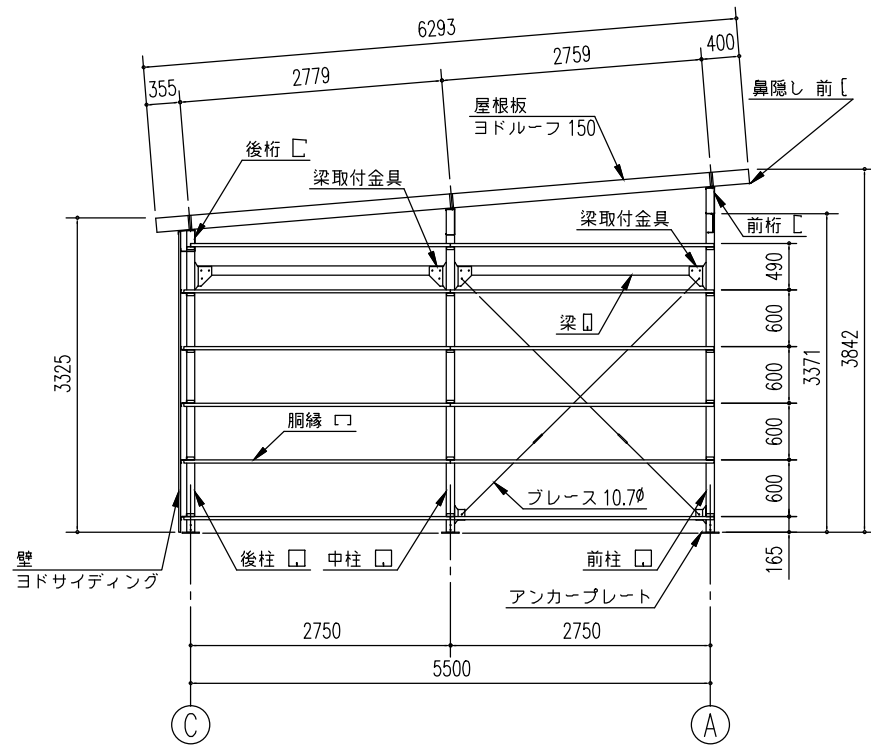 6293
355
2779
2759
400
鼻隠し 前
屋根板
ヨドルーフ 150
後桁
梁取付金具
梁取付金具
前桁
490
梁
600
3325
600
3371
3842
胴縁
600
600
ブレース 10.7φ
壁
ヨドサイディング
後柱
中柱
前柱
165
アンカープレート
2750
2750
5500
C
A